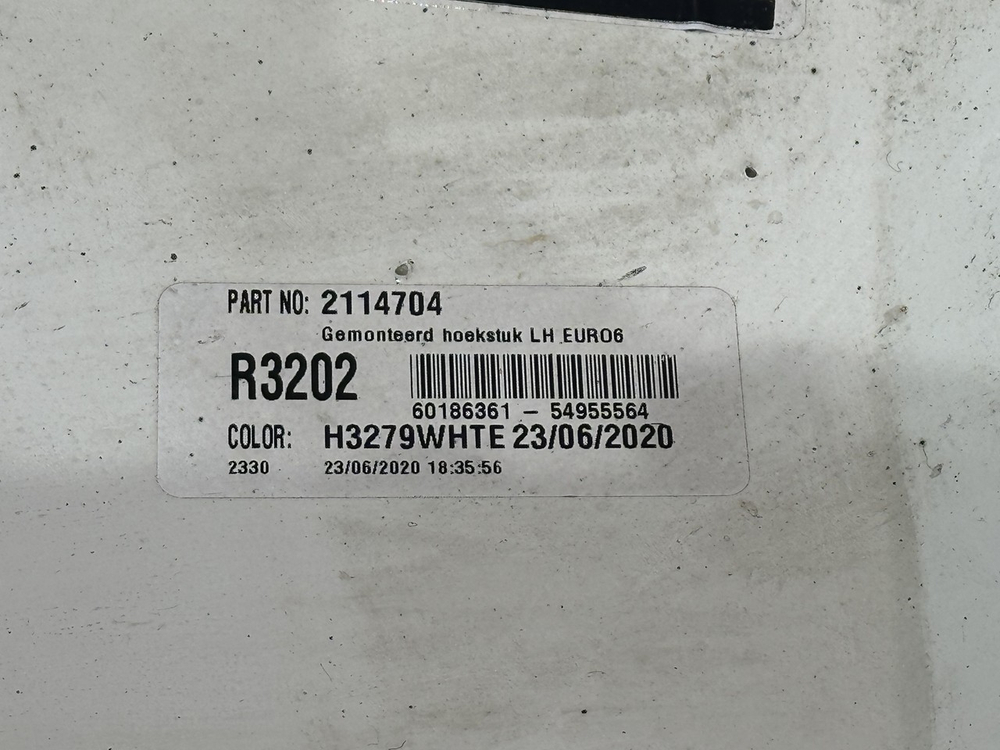 PART NO: 2114704
Gemonteerd hoekstuk LH EURO6
R3202
60186361 – 54955564
COLOR: H3279WHTE 23/06/2020
2330 23/06/2020 18:35:56